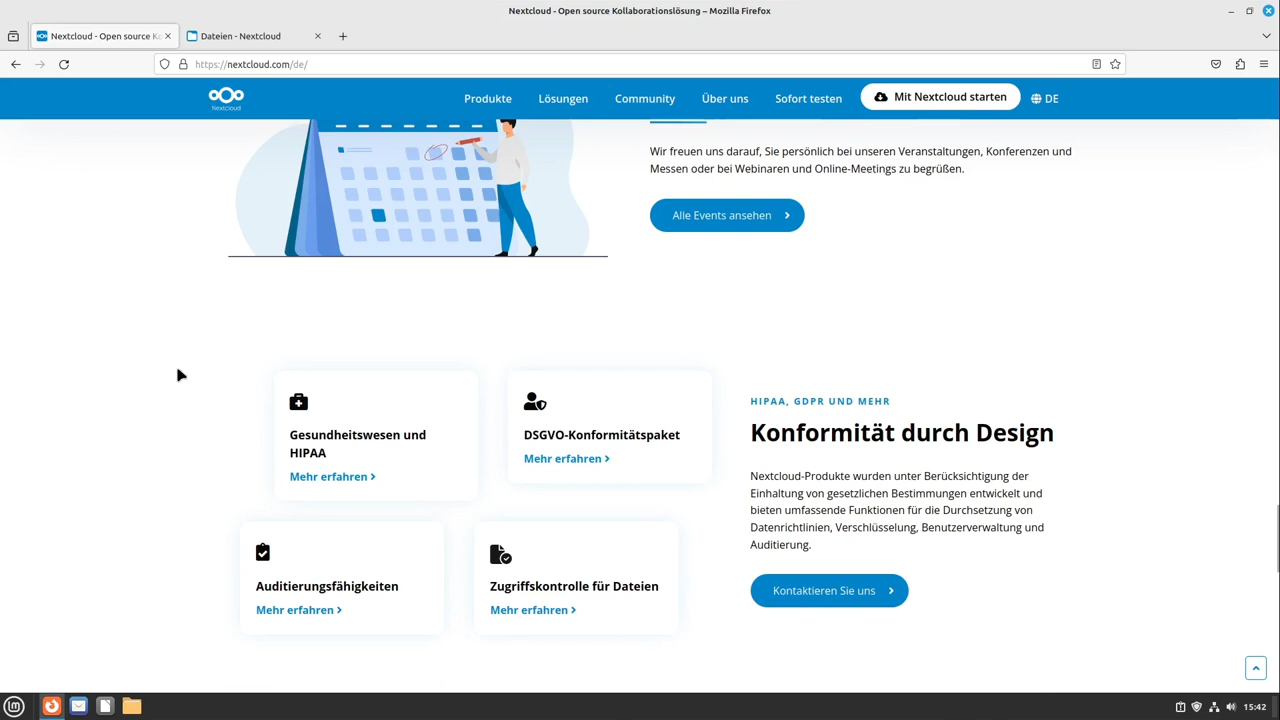 Nextcloud - Open source Kollaborationslösung – Mozilla Firefox
Nextcloud - Open source Ko
Dateien - Nextcloud
https://nextcloud.com/de/
Nextcloud
Produkte
Lösungen
Community
Über uns
Sofort testen
Mit Nextcloud starten
DE
Wir freuen uns darauf, Sie persönlich bei unseren Veranstaltungen, Konferenzen und
Messen oder bei Webinaren und Online-Meetings zu begrüßen.
Alle Events ansehen
Gesundheitswesen und
HIPAA
Mehr erfahren
DSGVO-Konformitätspaket
Mehr erfahren
Auditierungsfähigkeiten
Mehr erfahren
Zugriffskontrolle für Dateien
Mehr erfahren
HIPAA, GDPR UND MEHR
Konformität durch Design
Nextcloud-Produkte wurden unter Berücksichtigung der
Einhaltung von gesetzlichen Bestimmungen entwickelt und
bieten umfassende Funktionen für die Durchsetzung von
Datenrichtlinien, Verschlüsselung, Benutzerverwaltung und
Auditierung.
Kontaktieren Sie uns
15:42